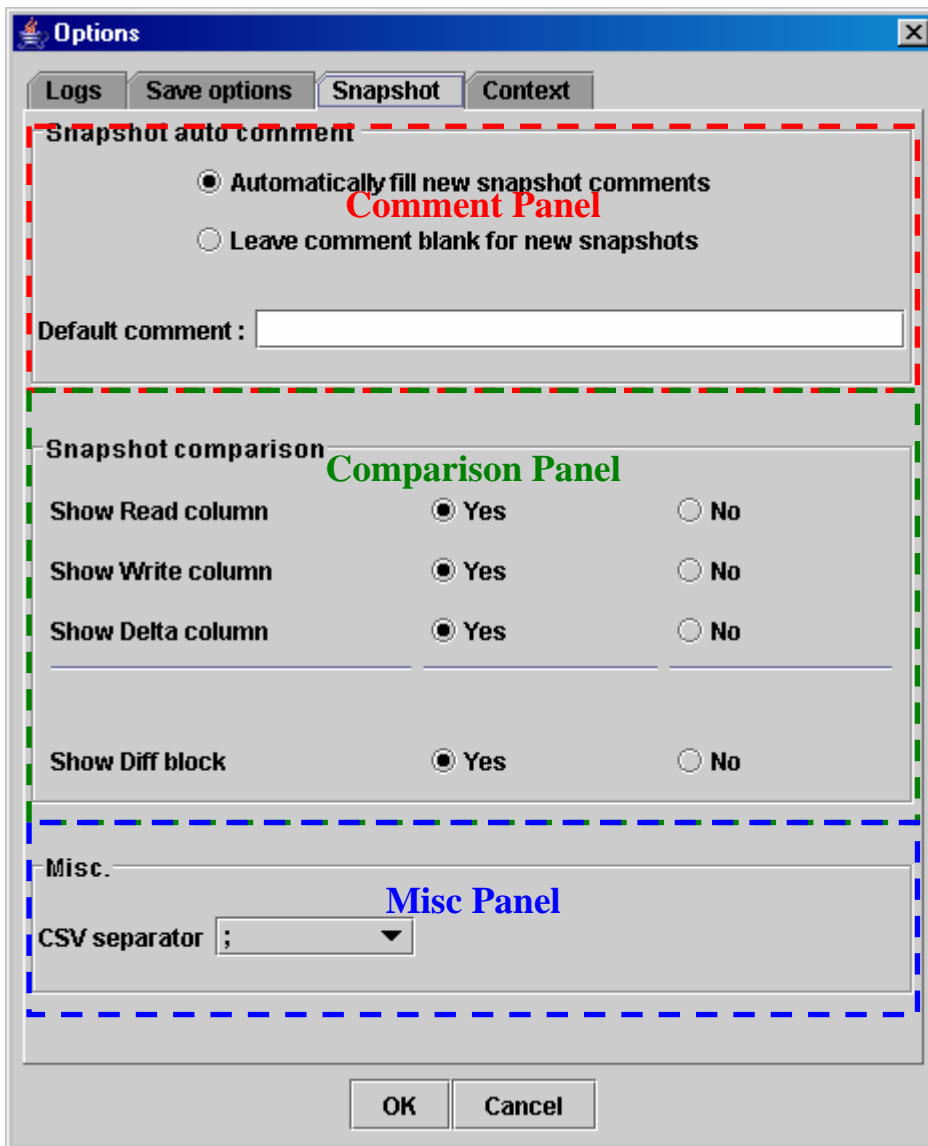 Options
Logs Save options Snapshot Context
Snapshot auto comment
Automatically fill new snapshot comments
Comment Panel
Leave comment blank for new snapshots
Default comment :
Snapshot comparison
Comparison Panel
Show Read column Yes No
Show Write column Yes No
Show Delta column Yes No
Show Diff block Yes No
Misc.
Misc Panel
CSV separator ;
OK Cancel